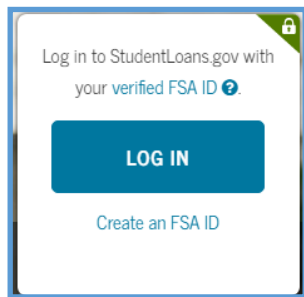 Log in to StudentLoans.gov with
your verified FSA ID ?.
LOG IN
Create an FSA ID